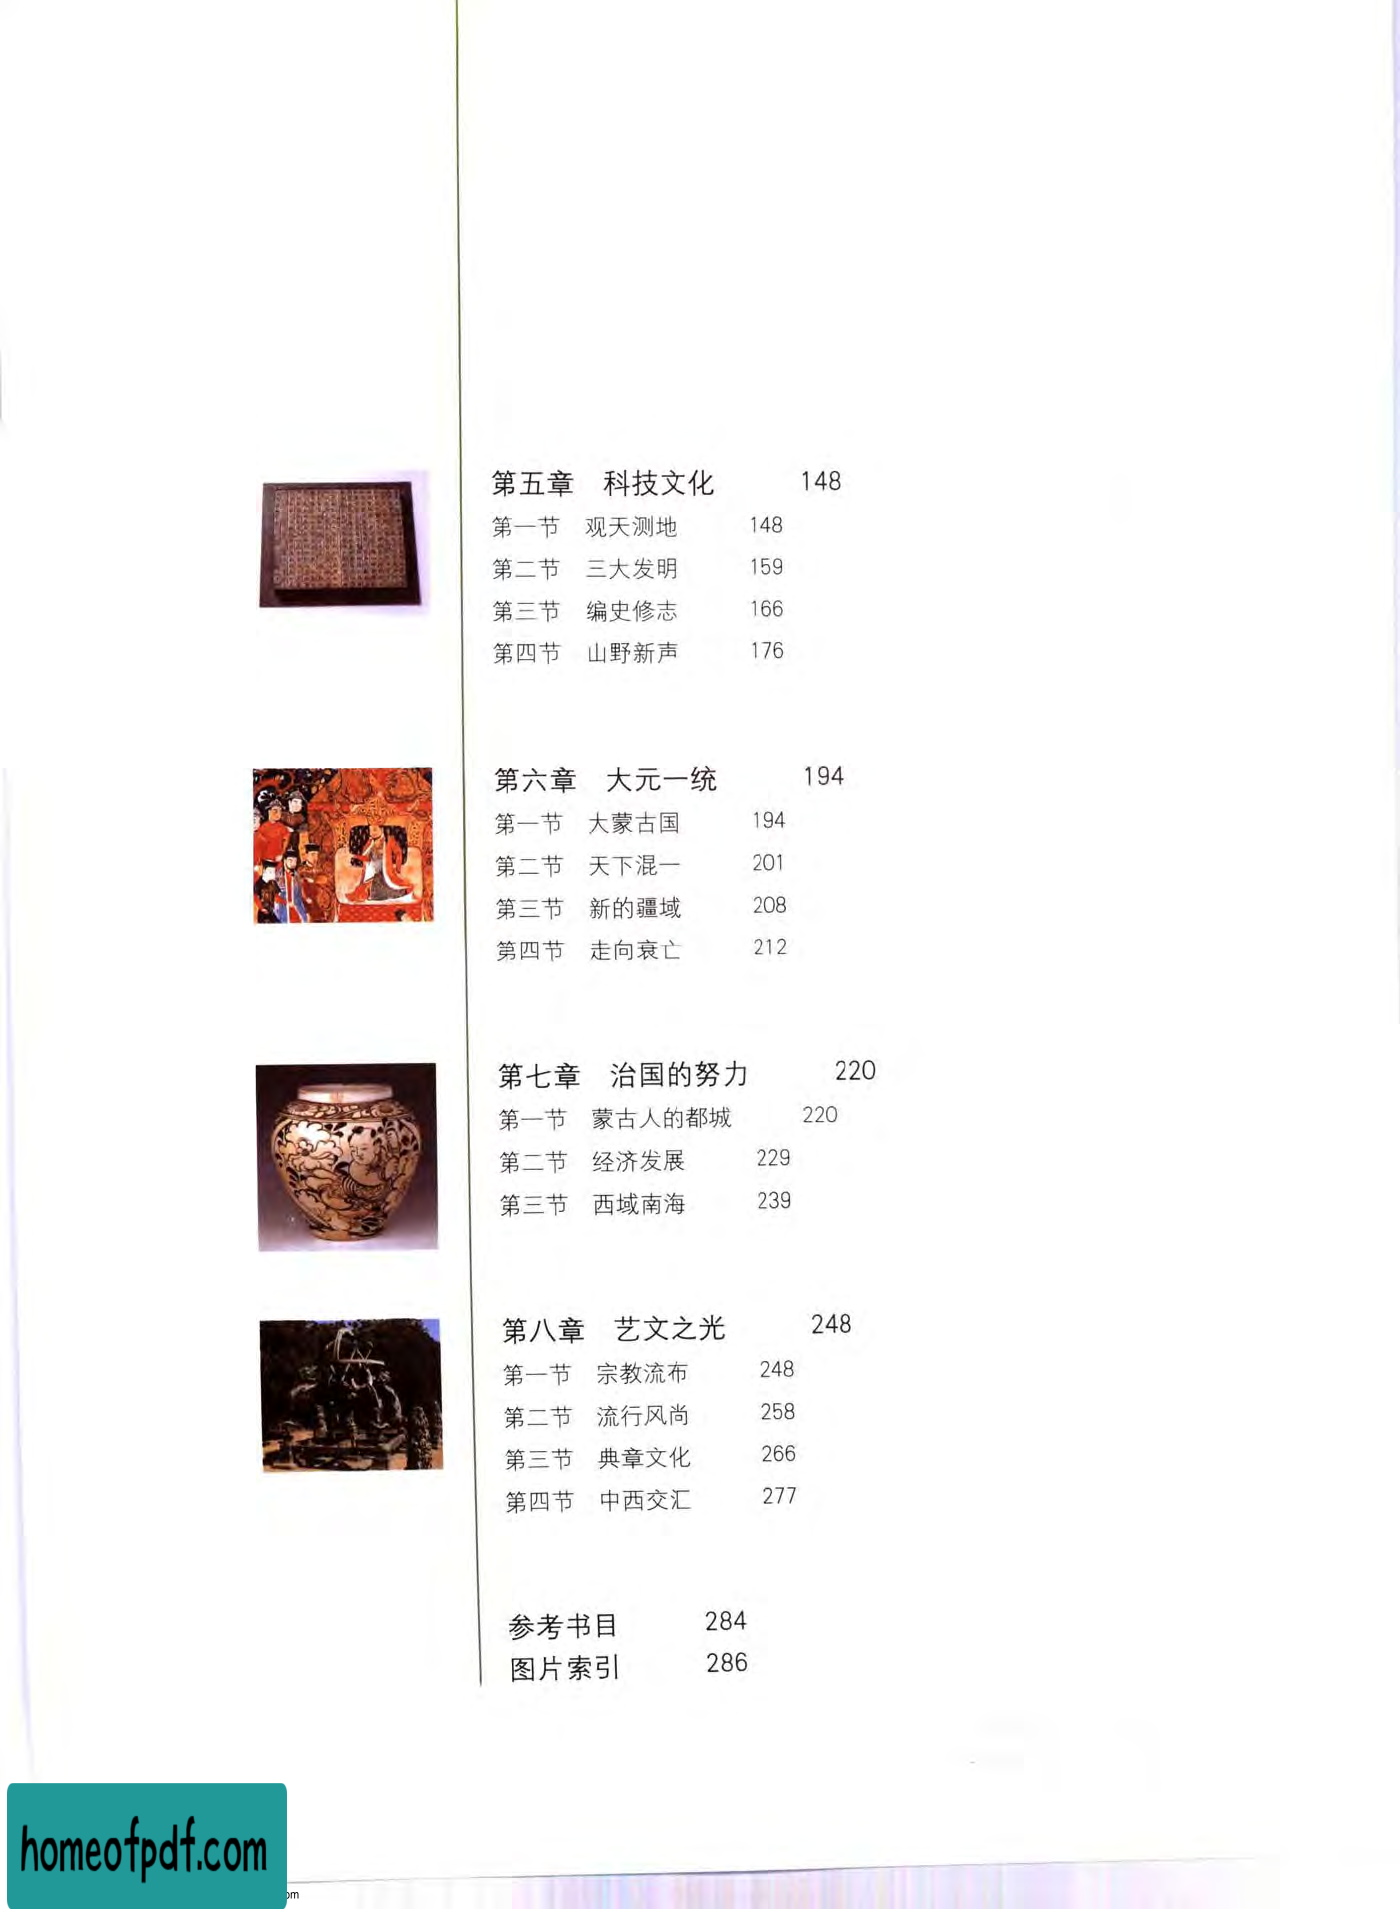 第五章 科技文化 148
第一节 观天测地 148
第二节 三大发明 159
第三节 编史修志 166
第四节 山野新声 176
第六章 大元一统 194
第一节 大蒙古国 194
第二节 天下混一 201
第三节 新的疆域 208
第四节 走向衰亡 212
第七章 治国的努力 220
第一节 蒙古人的都城 220
第二节 经济发展 229
第三节 西域南海 239
第八章 艺文之光 248
第一节 宗教流布 248
第二节 流行风尚 258
第三节 典章文化 266
第四节 中西交汇 277
参考书目 284
图片索引 286
homeofpdf.com
om